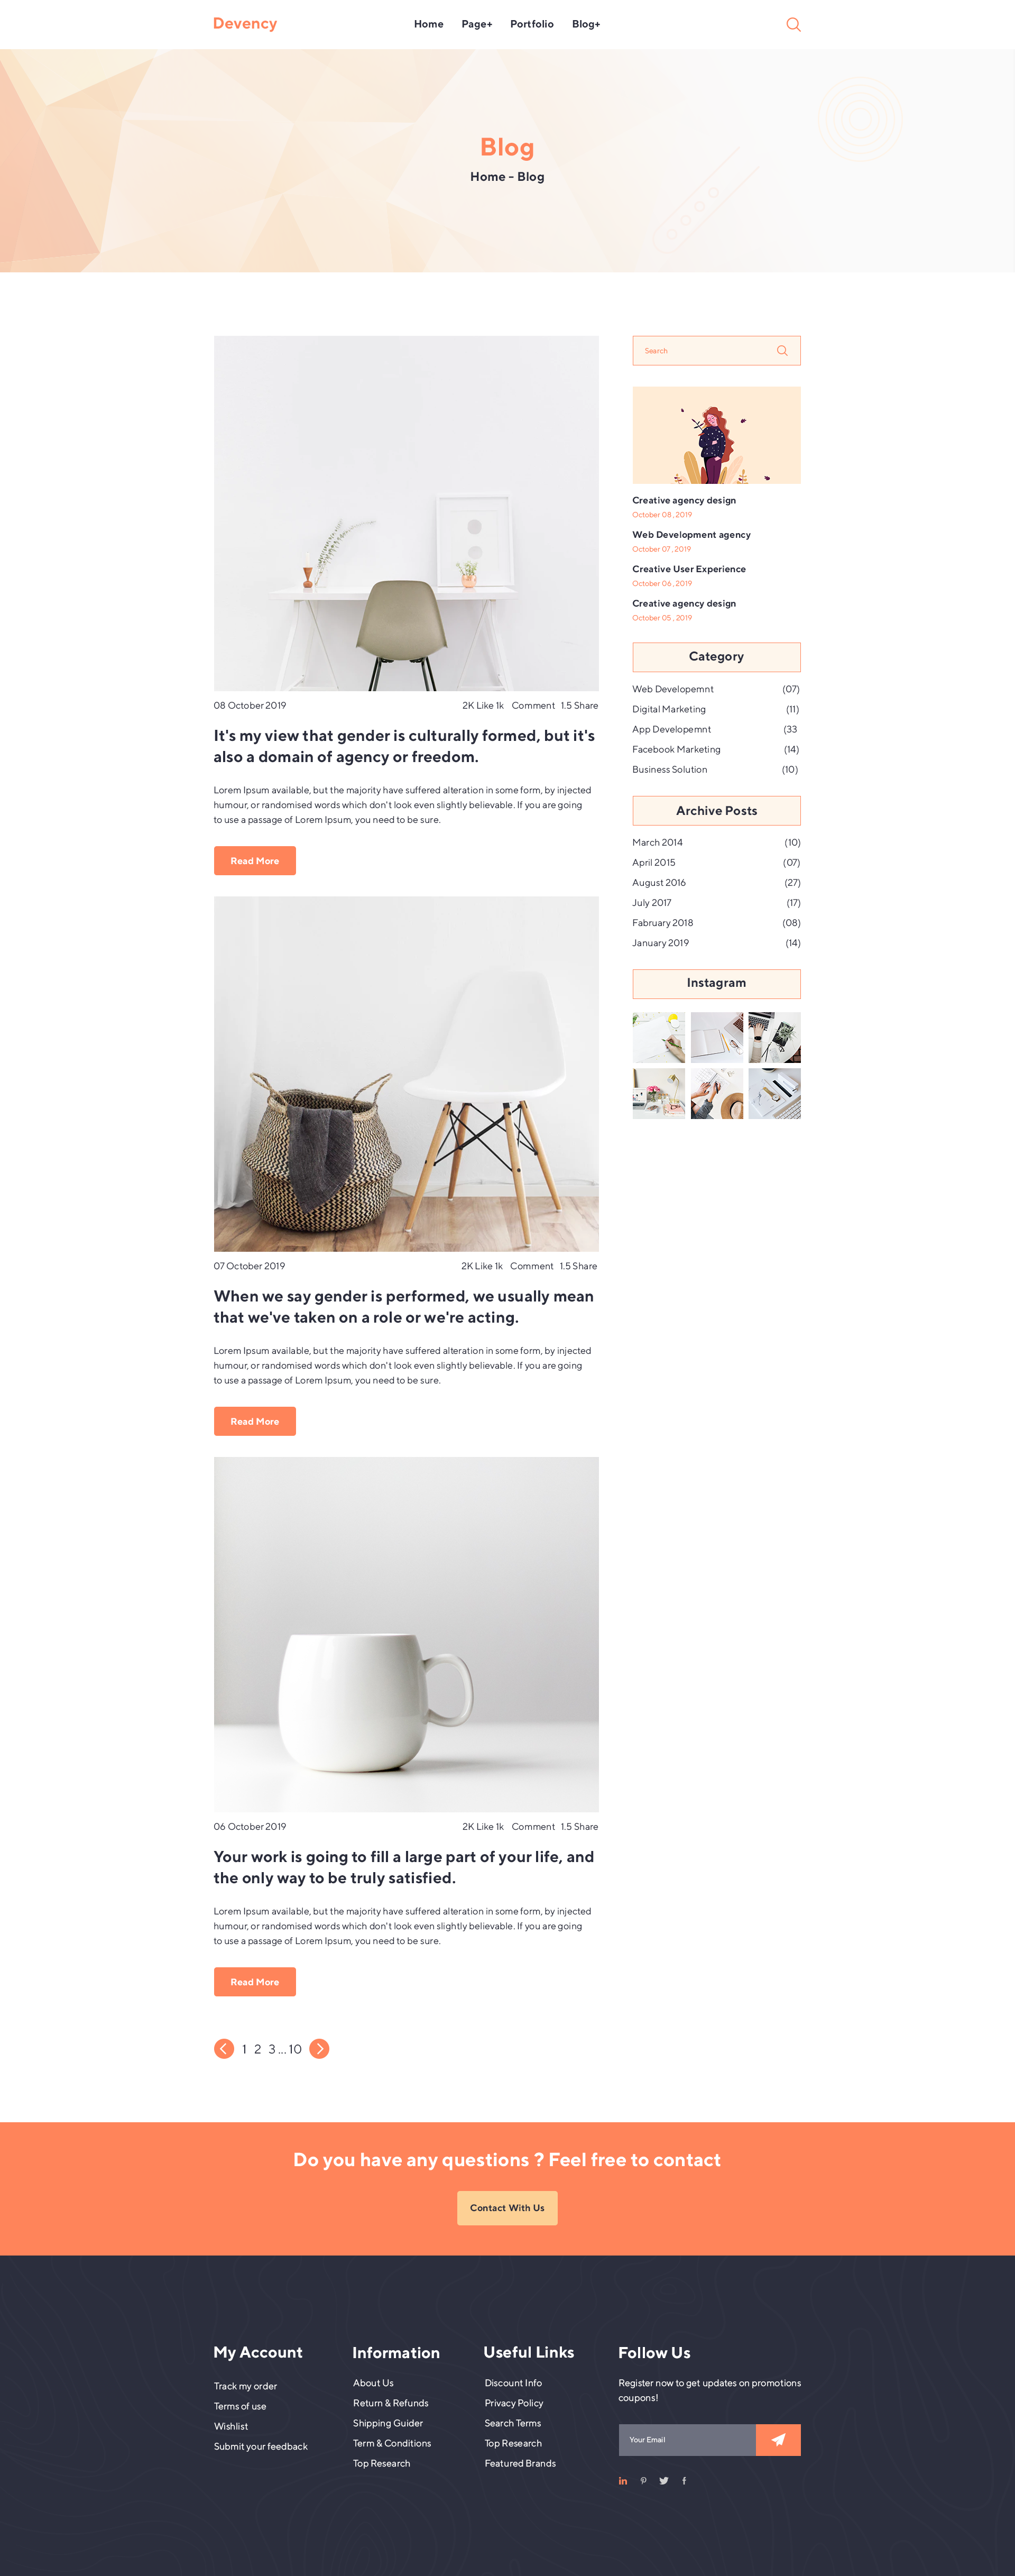 Devency
Home Page+ Portfolio Blog+
Blog
Home - Blog
08 October 2019 2K Like 1k Comment 1.5 Share
It's my view that gender is culturally formed, but it's
also a domain of agency or freedom.
Lorem Ipsum available, but the majority have suffered alteration in some form, by injected
humour, or randomised words which don't look even slightly believable. If you are going
to use a passage of Lorem Ipsum, you need to be sure.
Read More
07 October 2019 2K Like 1k Comment 1.5 Share
When we say gender is performed, we usually mean
that we've taken on a role or we're acting.
Lorem Ipsum available, but the majority have suffered alteration in some form, by injected
humour, or randomised words which don't look even slightly believable. If you are going
to use a passage of Lorem Ipsum, you need to be sure.
Read More
06 October 2019 2K Like 1k Comment 1.5 Share
Your work is going to fill a large part of your life, and
the only way to be truly satisfied.
Lorem Ipsum available, but the majority have suffered alteration in some form, by injected
humour, or randomised words which don't look even slightly believable. If you are going
to use a passage of Lorem Ipsum, you need to be sure.
Read More
1 2 3 ... 10
Search
Creative agency design
October 08 , 2019
Web Development agency
October 07 , 2019
Creative User Experience
October 06 , 2019
Creative agency design
October 05 , 2019
Category
Web Developemnt (07)
Digital Marketing (11)
App Developemnt (33
Facebook Marketing (14)
Business Solution (10)
Archive Posts
March 2014 (10)
April 2015 (07)
August 2016 (27)
July 2017 (17)
Fabruary 2018 (08)
January 2019 (14)
Instagram
Do you have any questions ? Feel free to contact
Contact With Us
My Account
Track my order
Terms of use
Wishlist
Submit your feedback
Information
About Us
Return & Refunds
Shipping Guider
Term & Conditions
Top Research
Useful Links
Discount Info
Privacy Policy
Search Terms
Top Research
Featured Brands
Follow Us
Register now to get updates on promotions
coupons!
Your Email